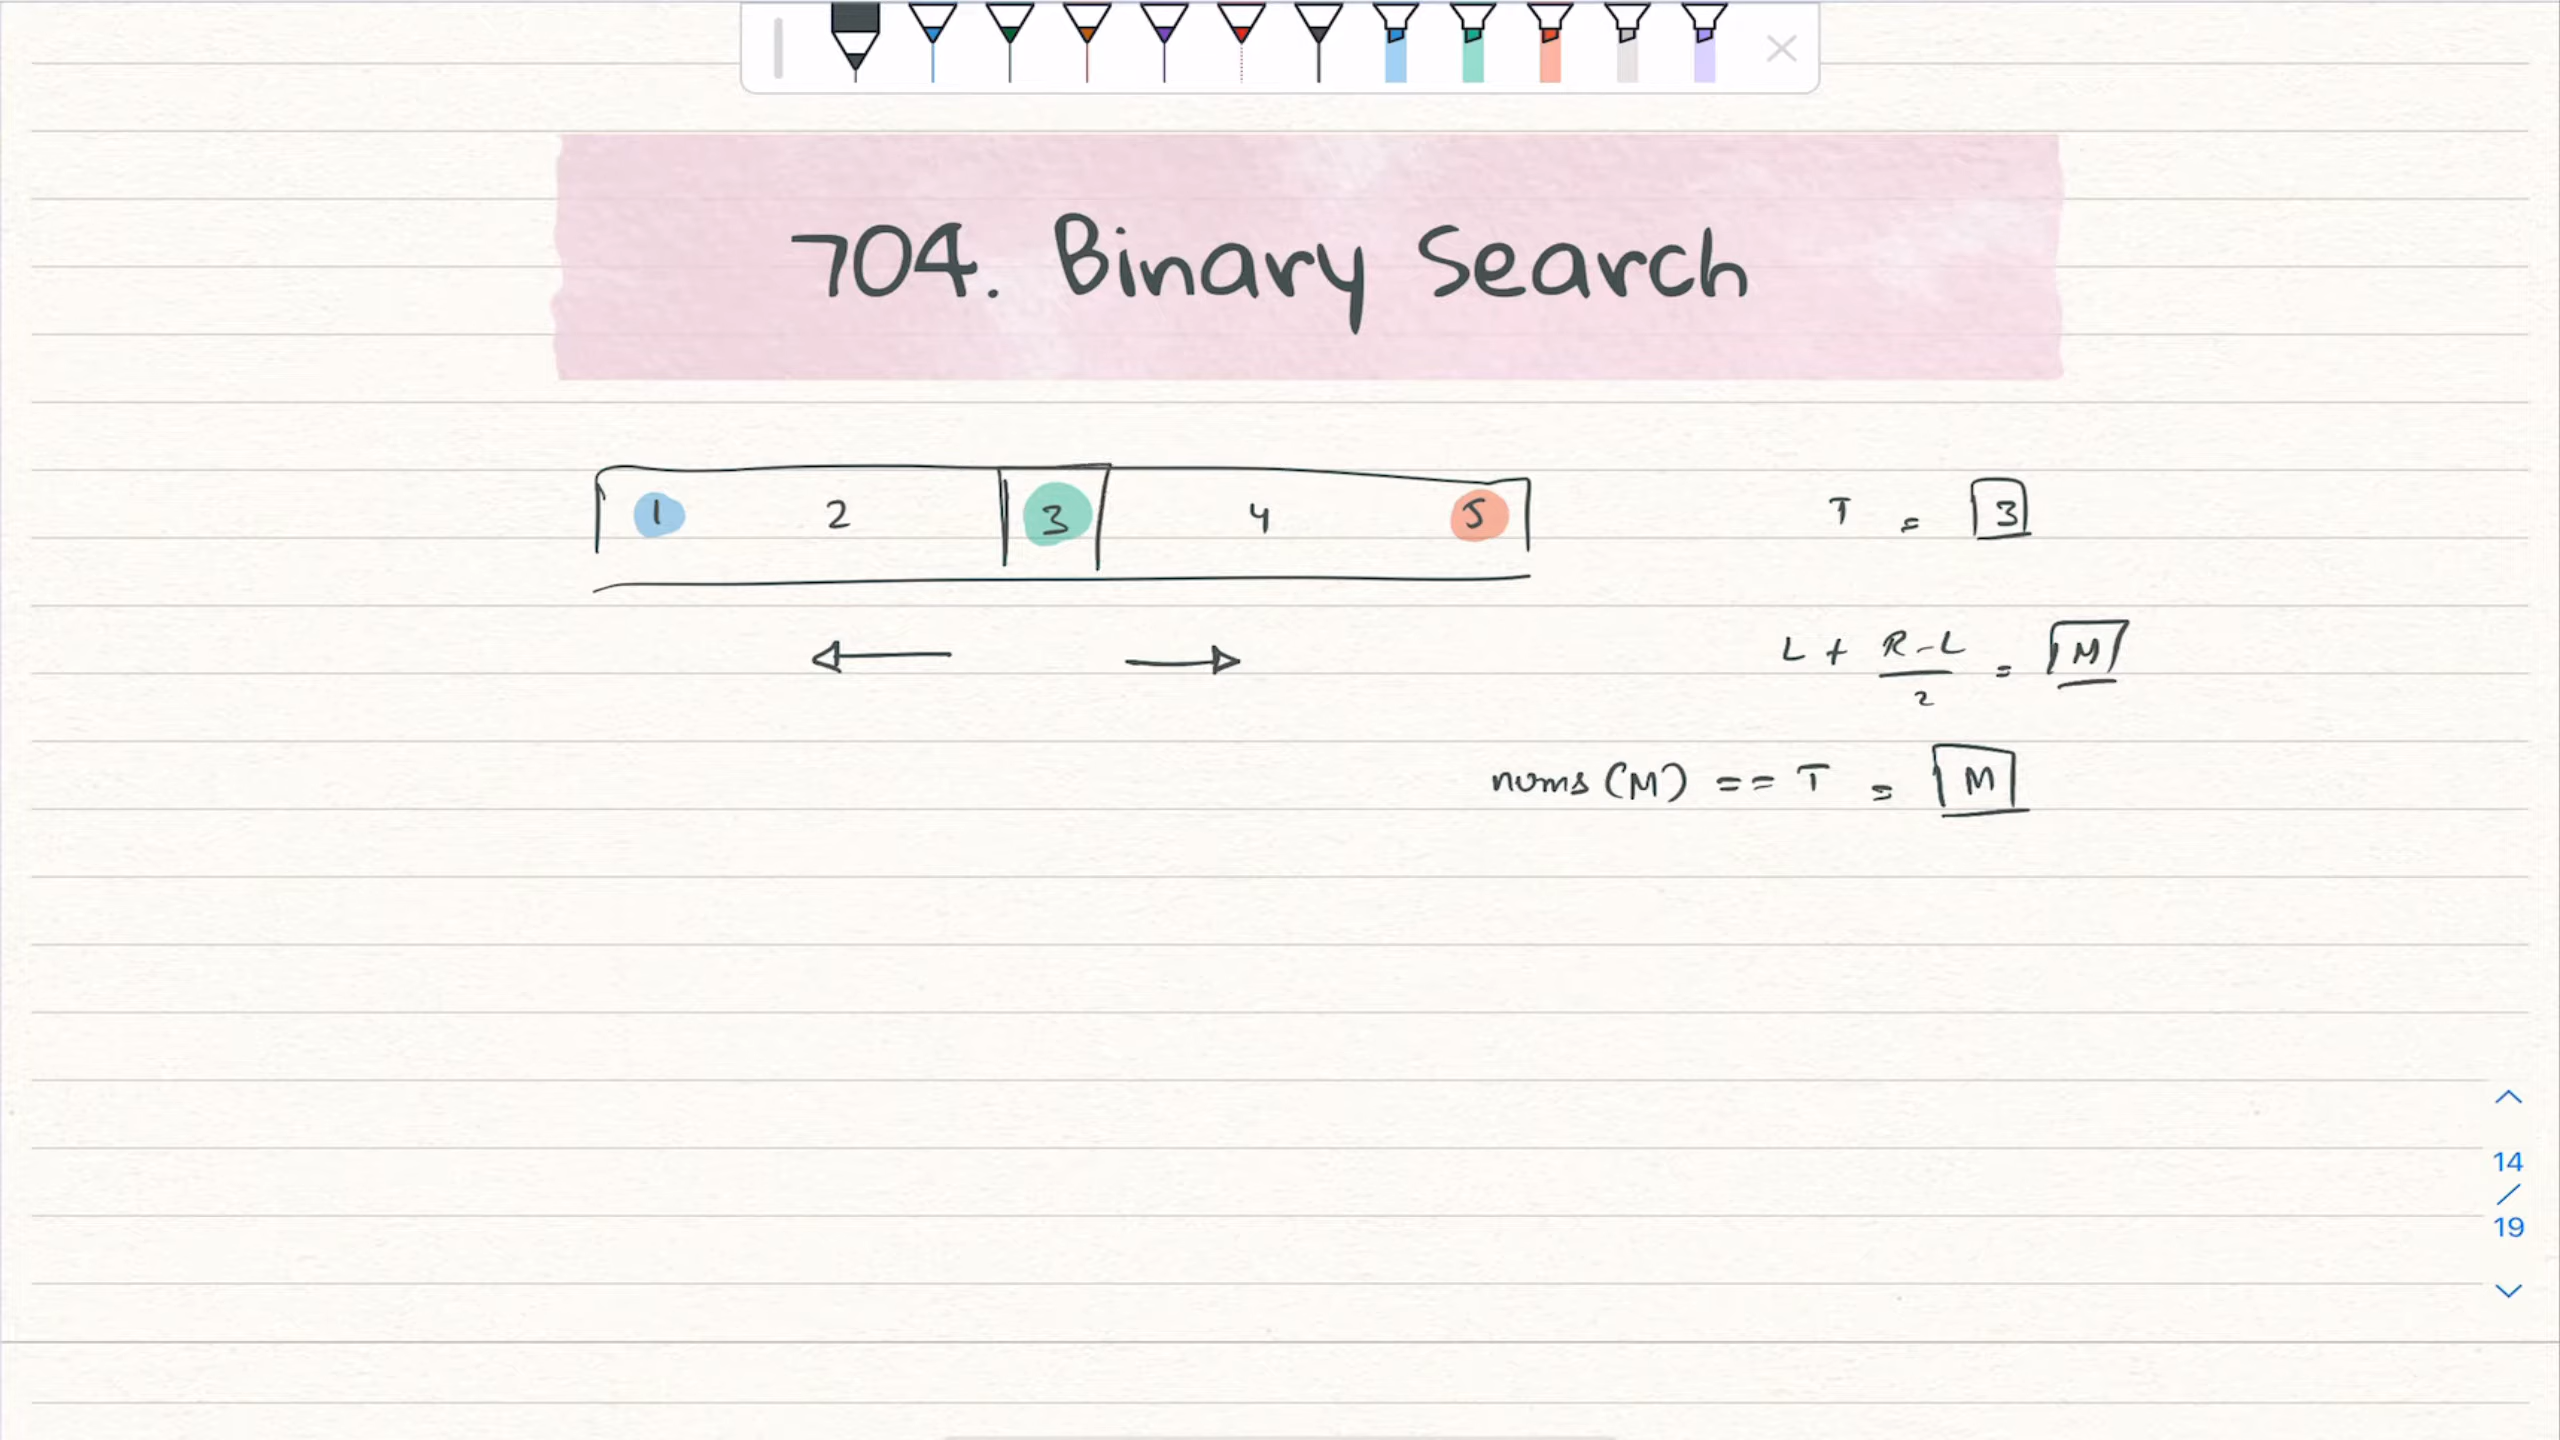 704. Binary Search
1 2 3 4 5
T = 3
L + R-L / 2 = M
nums (M) == T = M
14
/
19